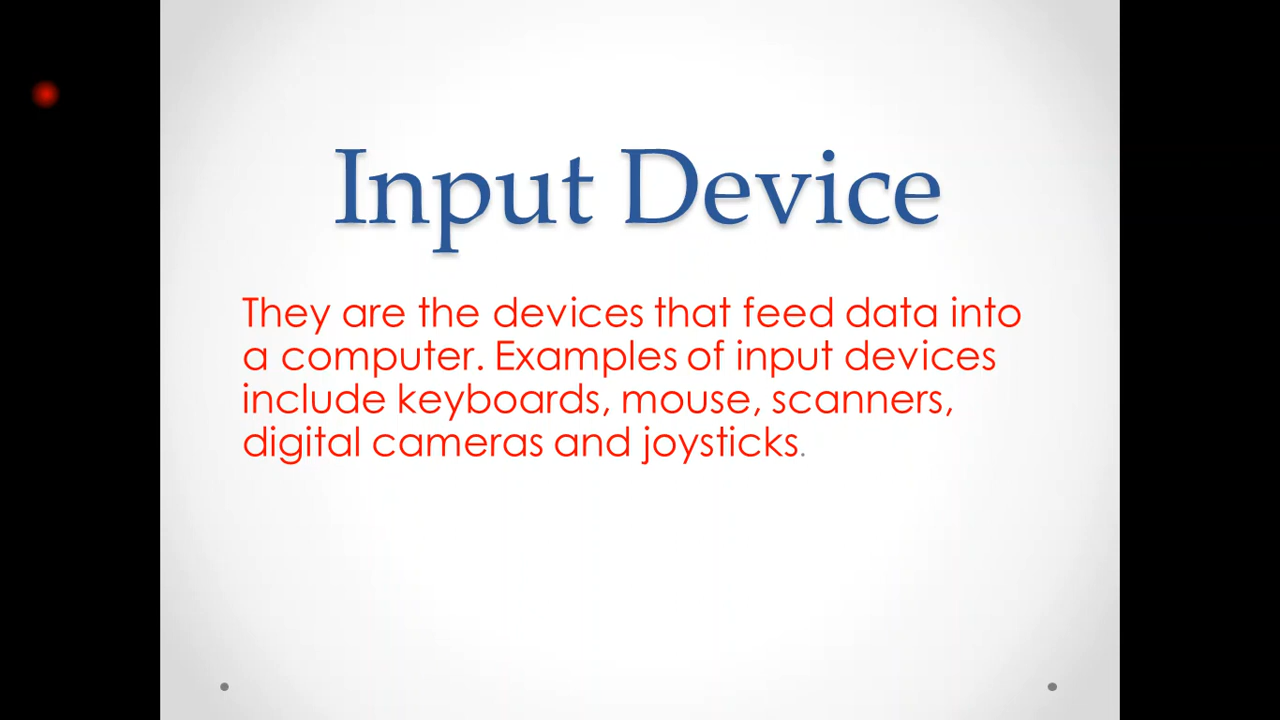 Input Device
They are the devices that feed data into
a computer. Examples of input devices
include keyboards, mouse, scanners,
digital cameras and joysticks.